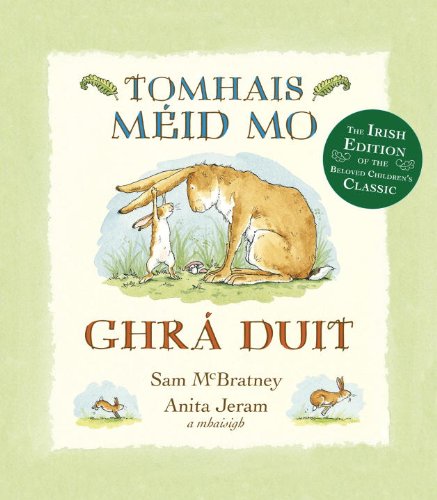 TOMHAIS
MÉID MO
THE IRISH
EDITION
OF THE
BELOVED CHILDREN'S
CLASSIC
GHRÁ DUIT
Sam McBratney
Anita Jeram
a mhaisigh